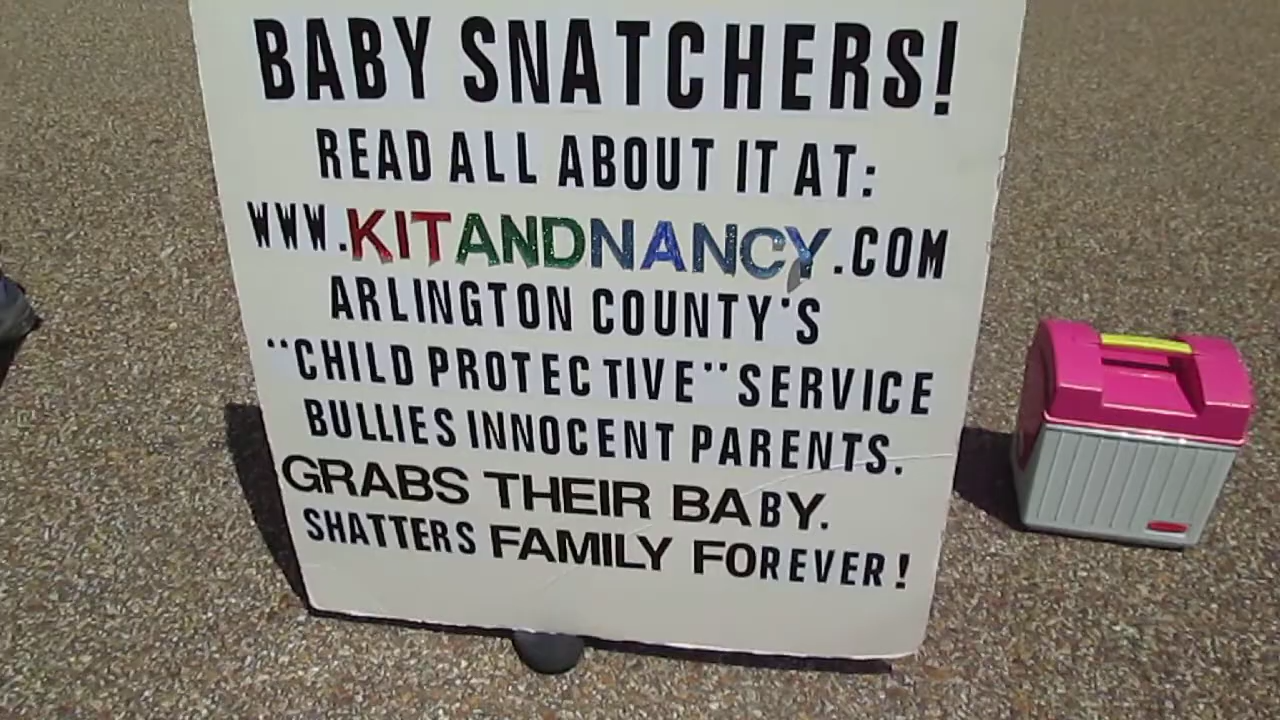 BABY SNATCHERS!
READ ALL ABOUT IT AT:
WWW.KITANDNANCY.COM
ARLINGTON COUNTY'S
"CHILD PROTECTIVE" SERVICE
BULLIES INNOCENT PARENTS.
GRABS THEIR BABY.
SHATTERS FAMILY FOREVER!